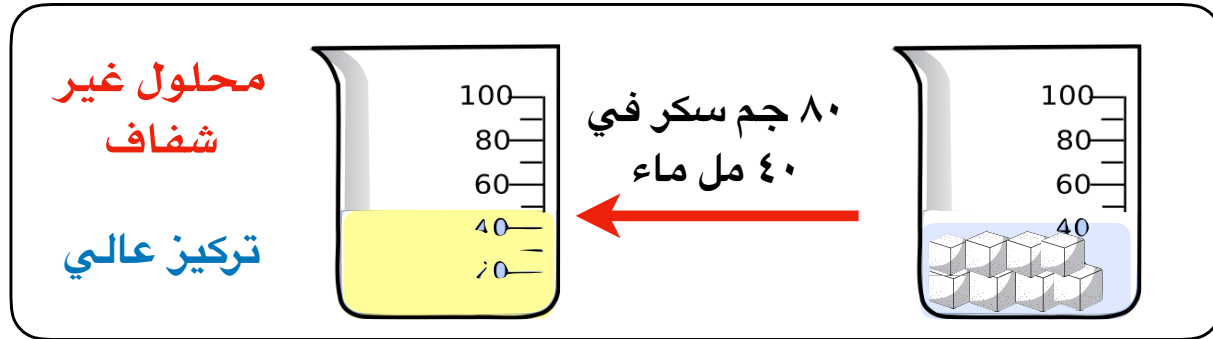 محلول غير
شفاف
تركيز عالي
100
80
60
40
٨٠ جم سكر في
٤٠ مل ماء
100
80
60
40